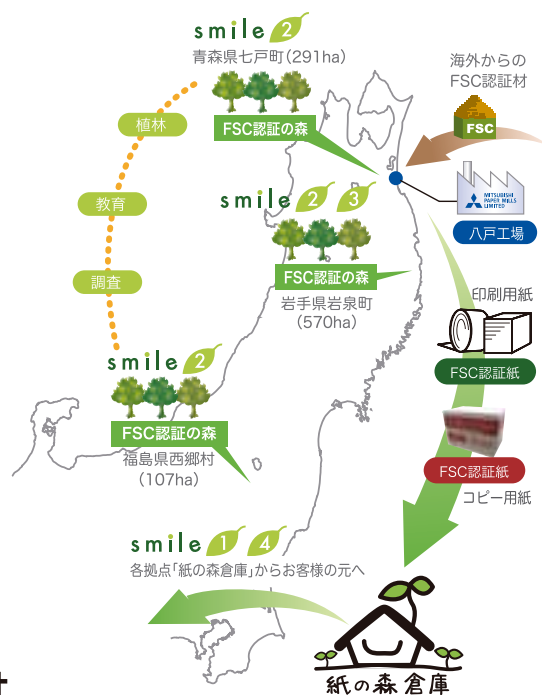 smile 2
青森県七戸町（291ha）
FSC認証の森
海外からの
FSC認証材
FSC
植林
教育
調査
smile 2 3
FSC認証の森
岩手県岩泉町
（570ha）
MITSUBISHI
PAPER MILLS
LIMITED
八戸工場
印刷用紙
FSC認証紙
FSC認証紙
コピー用紙
smile 2
FSC認証の森
福島県西郷村
（107ha）
smile 1 4
各拠点「紙の森倉庫」からお客様の元へ
紙の森倉庫